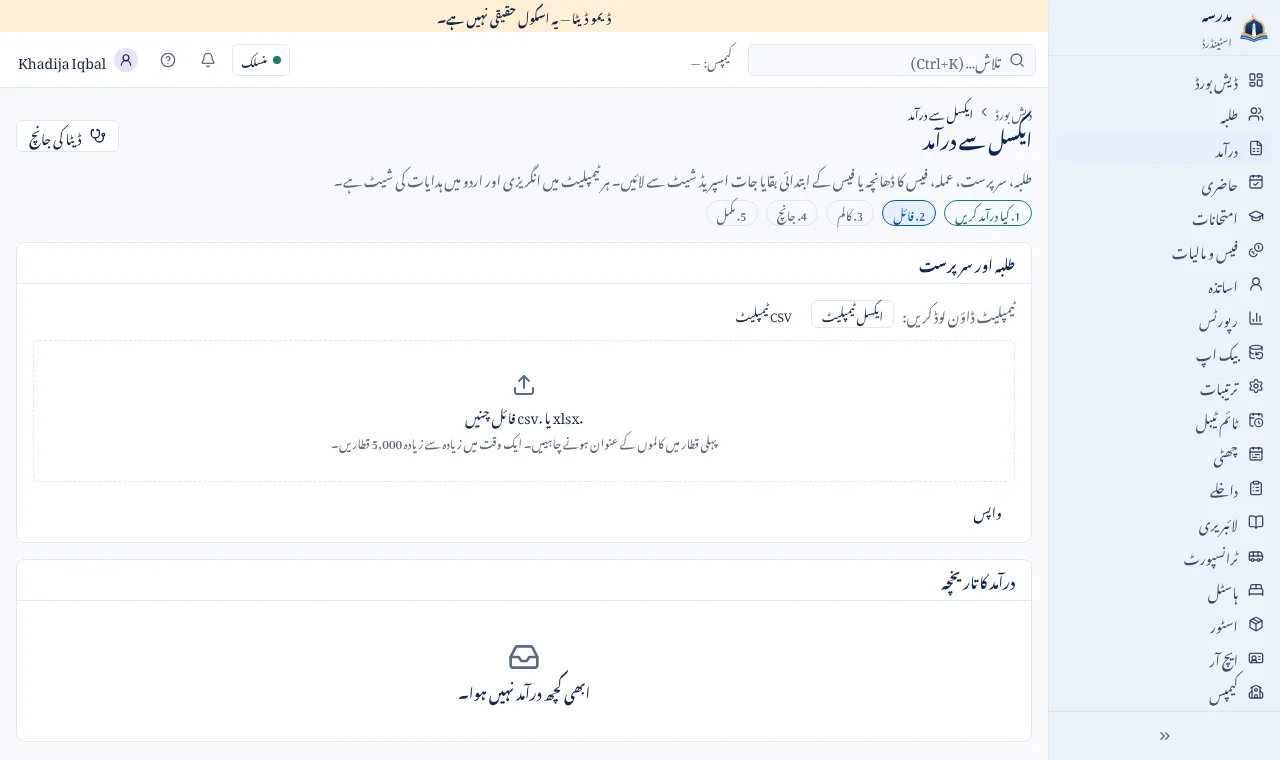 ڈیمو ڈیٹا — یہ اسکول حقیقی نہیں ہے۔
مدرسہ
اسٹینڈرڈ
ڈیش بورڈ
طلبہ
درآمد
حاضری
امتحانات
فیس و مالیات
اساتذہ
رپورٹس
بیک اپ
ترتیبات
ٹائم ٹیبل
چھٹی
داخلے
لائبریری
ٹرانسپورٹ
ہاسٹل
اسٹور
ایچ آر
کیمپس
تلاش… (Ctrl+K)
کیمپس: —
منسلک
Khadija Iqbal
ڈیش بورڈ › ایکسل سے درآمد
ایکسل سے درآمد
ڈیٹا کی جانچ
طلبہ، سرپرست، عملہ، فیس کا ڈھانچہ یا فیس کے ابتدائی بقایا جات اسپریڈ شیٹ سے لائیں۔ ہر ٹیمپلیٹ میں انگریزی اور اردو میں ہدایات کی شیٹ ہے۔
1. کیا درآمد کریں
2. فائل
3. کالم
4. جانچ
5. مکمل
طلبہ اور سرپرست
ٹیمپلیٹ ڈاؤن لوڈ کریں:
ایکسل ٹیمپلیٹ
CSV ٹیمپلیٹ
.xlsx یا .csv فائل چنیں
پہلی قطار میں کالموں کے عنوان ہونے چاہییں۔ ایک وقت میں زیادہ سے زیادہ 5,000 قطاریں۔
واپس
درآمد کا تاریخچہ
ابھی کچھ درآمد نہیں ہوا۔